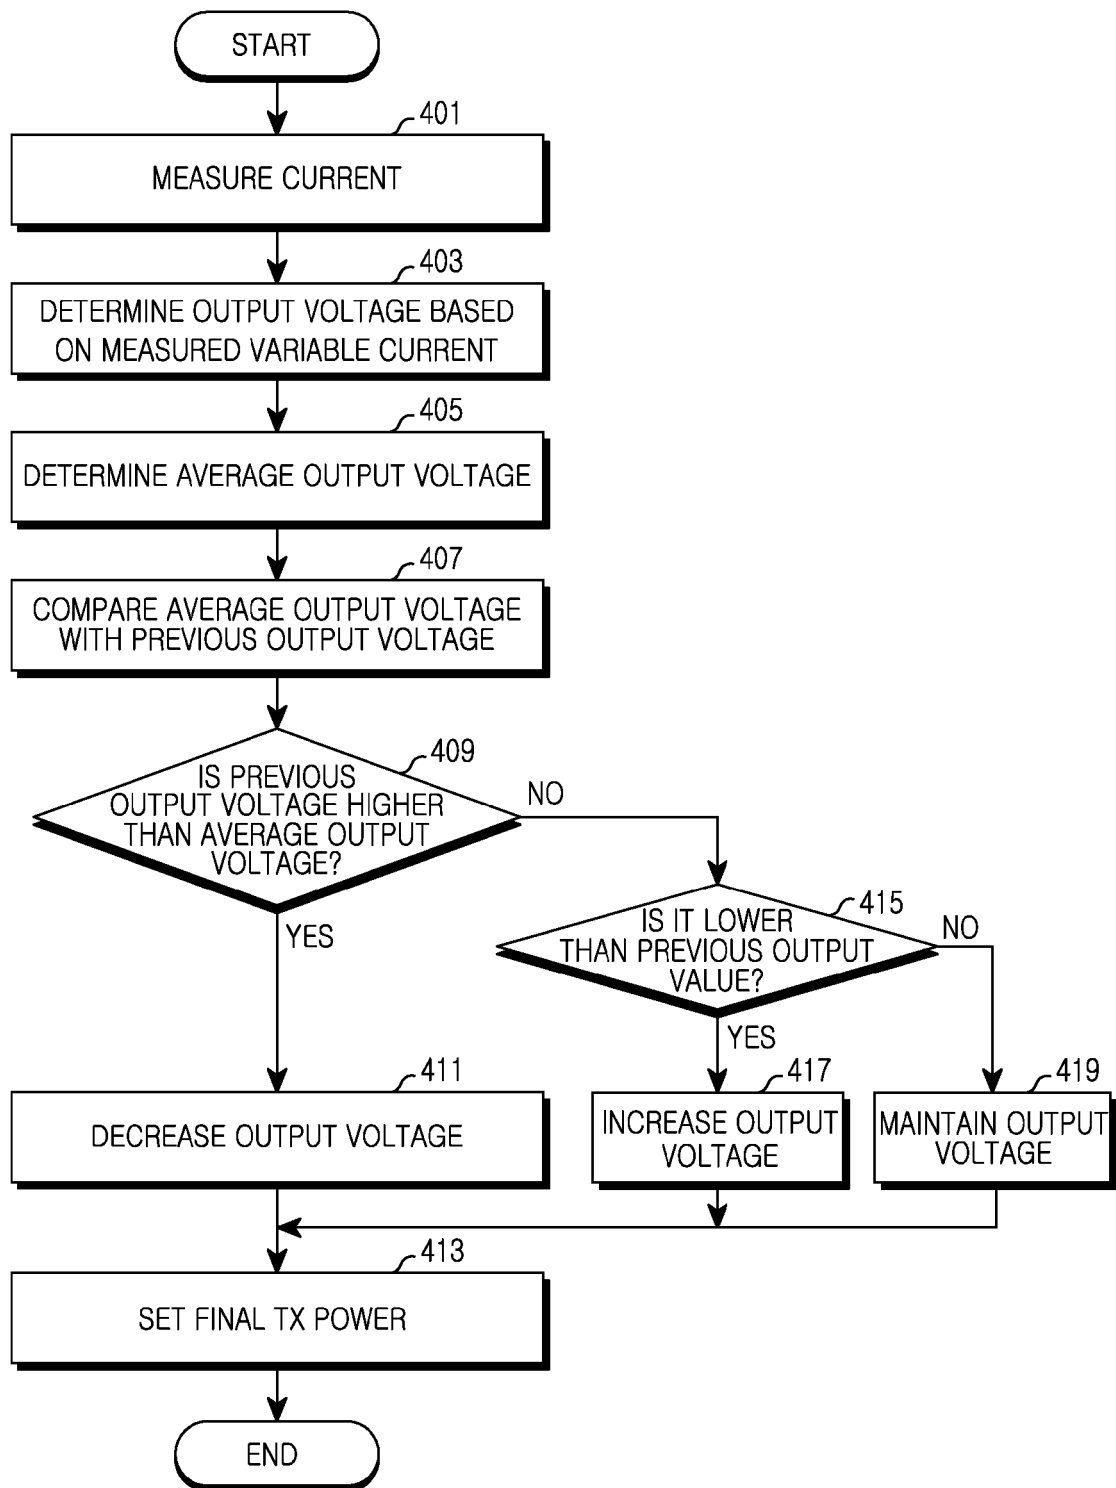 START
401
MEASURE CURRENT
403
DETERMINE OUTPUT VOLTAGE BASED
ON MEASURED VARIABLE CURRENT
405
DETERMINE AVERAGE OUTPUT VOLTAGE
407
COMPARE AVERAGE OUTPUT VOLTAGE
WITH PREVIOUS OUTPUT VOLTAGE
409
IS PREVIOUS
OUTPUT VOLTAGE HIGHER
THAN AVERAGE OUTPUT
VOLTAGE?
NO
YES
415
IS IT LOWER
THAN PREVIOUS OUTPUT
VALUE?
NO
YES
411
DECREASE OUTPUT VOLTAGE
417
INCREASE OUTPUT
VOLTAGE
419
MAINTAIN OUTPUT
VOLTAGE
413
SET FINAL TX POWER
END